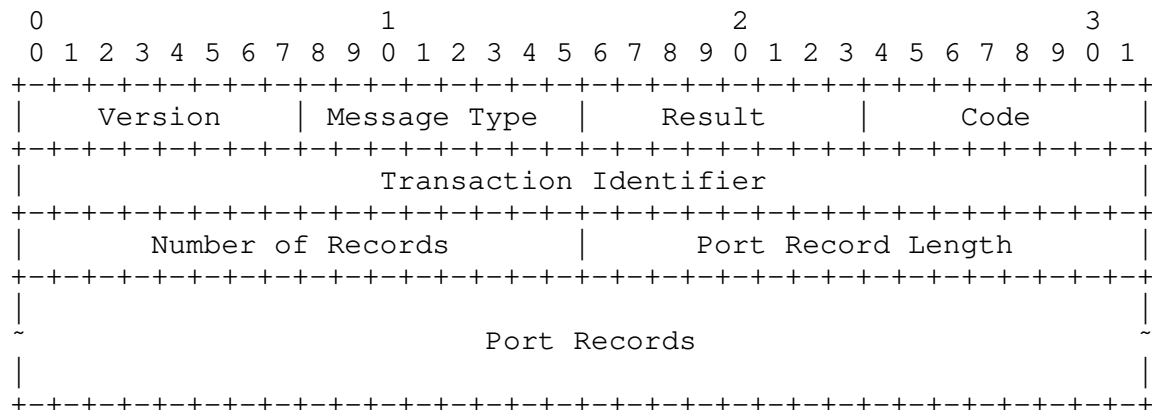 0                   1                   2                   3
 0 1 2 3 4 5 6 7 8 9 0 1 2 3 4 5 6 7 8 9 0 1 2 3 4 5 6 7 8 9 0 1
+-+-+-+-+-+-+-+-+-+-+-+-+-+-+-+-+-+-+-+-+-+-+-+-+-+-+-+-+-+-+-+-+
|    Version    | Message Type  |    Result     |     Code      |
+-+-+-+-+-+-+-+-+-+-+-+-+-+-+-+-+-+-+-+-+-+-+-+-+-+-+-+-+-+-+-+-+
|                    Transaction Identifier                     |
+-+-+-+-+-+-+-+-+-+-+-+-+-+-+-+-+-+-+-+-+-+-+-+-+-+-+-+-+-+-+-+-+
|       Number of Records       |      Port Record Length       |
+-+-+-+-+-+-+-+-+-+-+-+-+-+-+-+-+-+-+-+-+-+-+-+-+-+-+-+-+-+-+-+-+
|                                                               |
~                          Port Records                         ~
|                                                               |
+-+-+-+-+-+-+-+-+-+-+-+-+-+-+-+-+-+-+-+-+-+-+-+-+-+-+-+-+-+-+-+-+